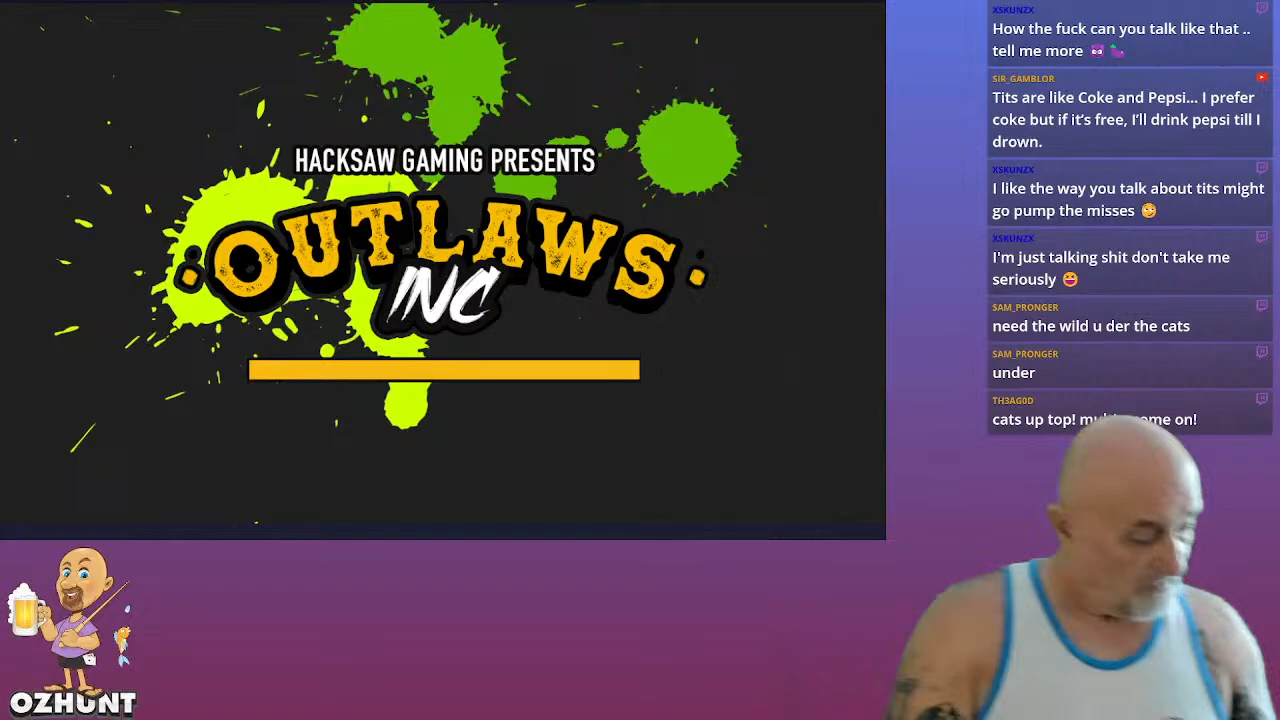 HACKSAW GAMING PRESENTS
OUTLAWS
INC
OZHUNT
XSKUNZX
How the fuck can you talk like that ..
tell me more
SIR_GAMBLOR
Tits are like Coke and Pepsi... I prefer
coke but if it's free, I'll drink pepsi till I
drown.
XSKUNZX
I like the way you talk about tits might
go pump the misses
XSKUNZX
I'm just talking shit don't take me
seriously
SAM_PRONGER
need the wild u der the cats
SAM_PRONGER
under
TH3AG0D
cats up top! on!